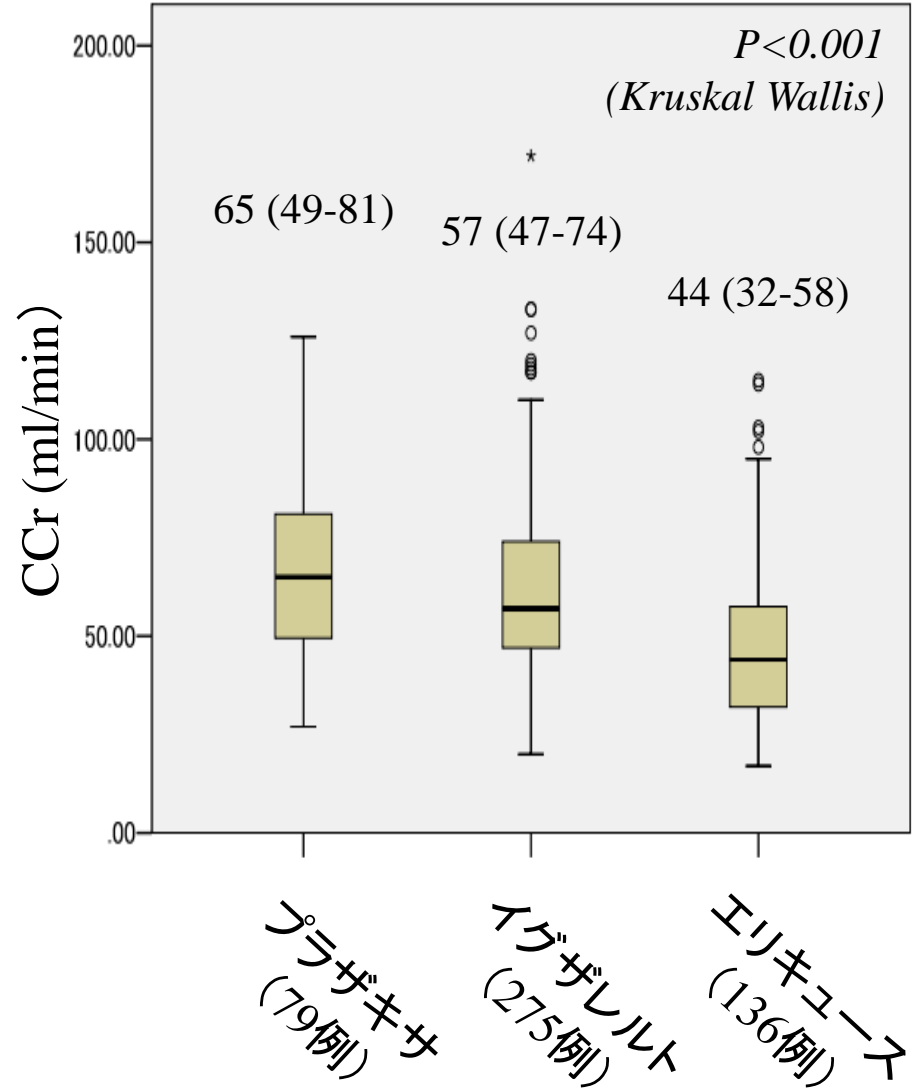 200.00
150.00
100.00
50.00
.00
CCr (ml/min)
P<0.001
(Kruskal Wallis)
65 (49-81)
57 (47-74)
44 (32-58)
プラザキサ
（79例）
イグザレルト
（275例）
エリキュース
（136例）